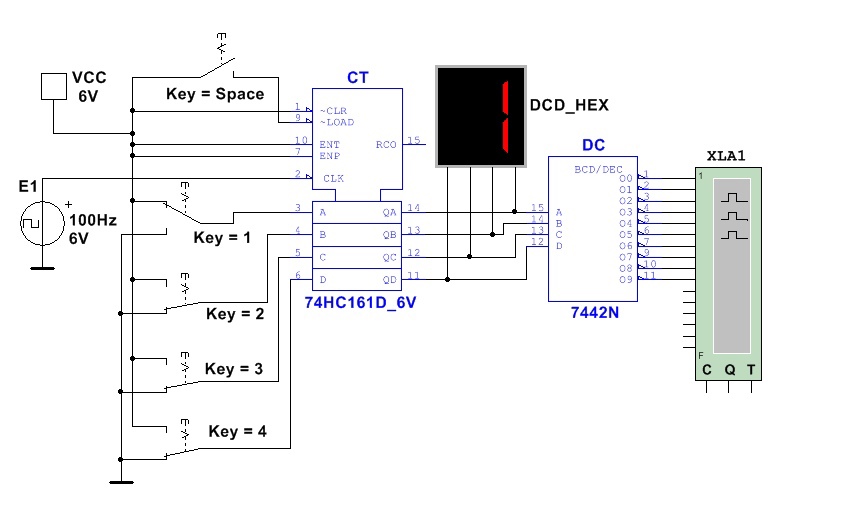 VCC
6V
Key = Space
CT
1 ~CLR
9 ~LOAD
10 ENT
7 ENP
2 CLK
RCO 15
DCD_HEX
DC
BCD/DEC
XLA1
E1
+
100Hz
6V
Key = 1
Key = 2
Key = 3
Key = 4
3 A QA 14
4 B QB 13
5 C QC 12
6 D QD 11
74HC161D_6V
15 A
14 B
13 C
12 D
O0 1
O1 2
O2 3
O3 4
O4 5
O5 6
O6 7
O7 9
O8 10
O9 11
7442N
1
F
C Q T